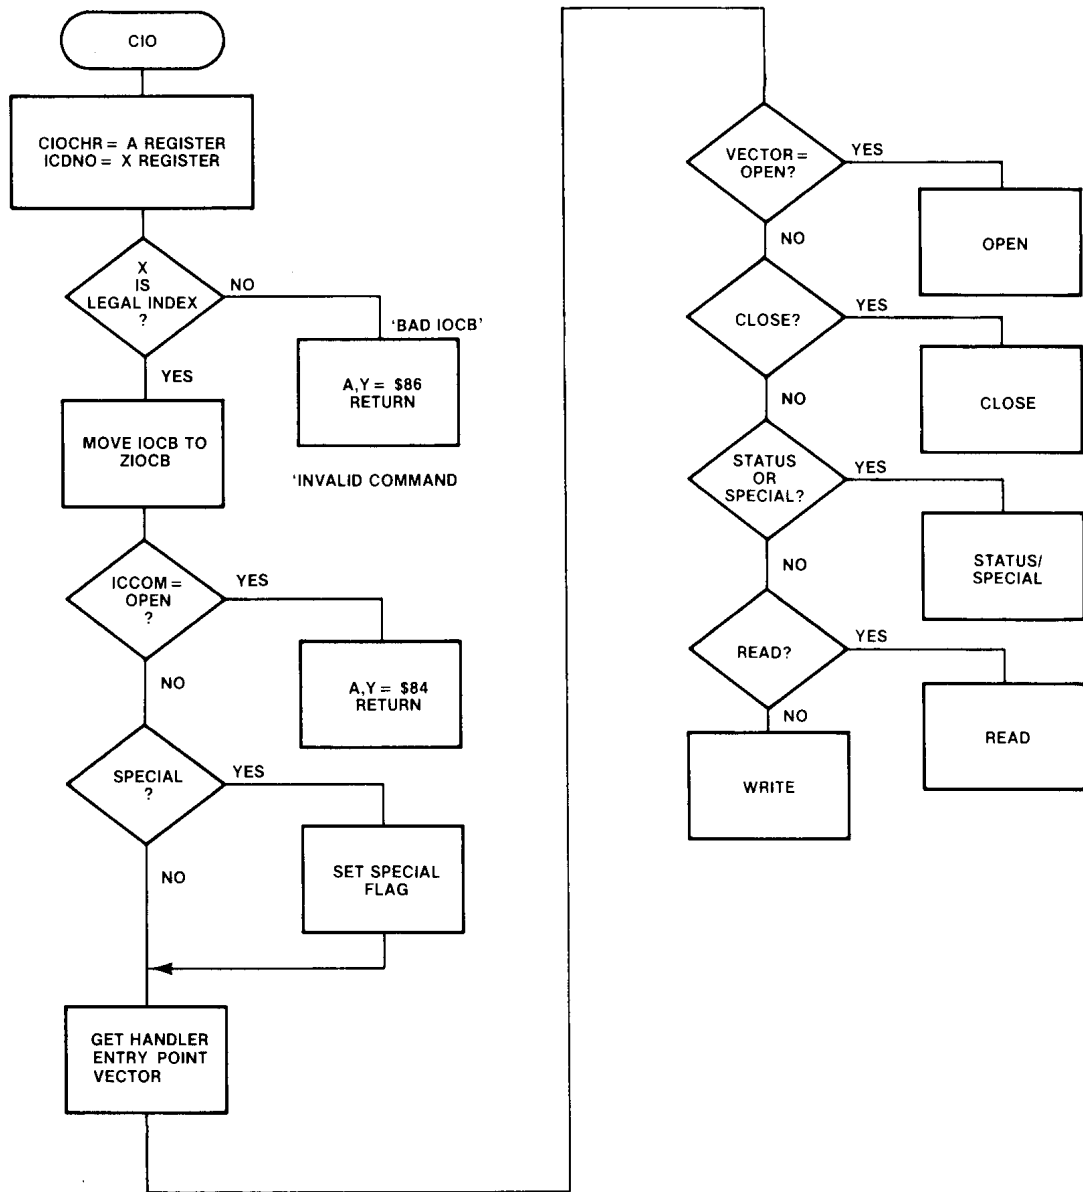 CIO
CIOCHR = A REGISTER
ICDNO = X REGISTER
X
IS
LEGAL INDEX
?
NO
'BAD IOCB'
A,Y = $86
RETURN
YES
MOVE IOCB TO
ZIOCB
'INVALID COMMAND
ICCOM =
OPEN
?
YES
A,Y = $84
RETURN
NO
SPECIAL
?
YES
SET SPECIAL
FLAG
NO
GET HANDLER
ENTRY POINT
VECTOR
VECTOR =
OPEN?
YES
OPEN
NO
CLOSE?
YES
CLOSE
NO
STATUS
OR
SPECIAL?
YES
STATUS/
SPECIAL
NO
READ?
YES
READ
NO
WRITE